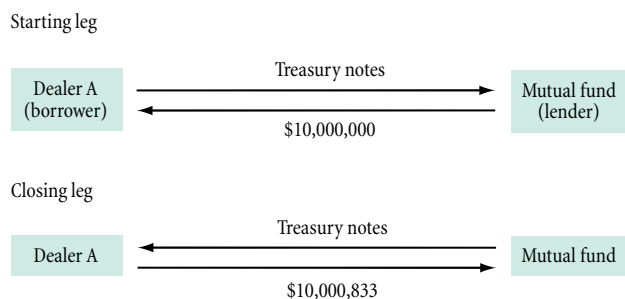 Starting leg
Dealer A
(borrower)
Treasury notes
$10,000,000
Mutual fund
(lender)
Closing leg
Dealer A
Treasury notes
$10,000,833
Mutual fund